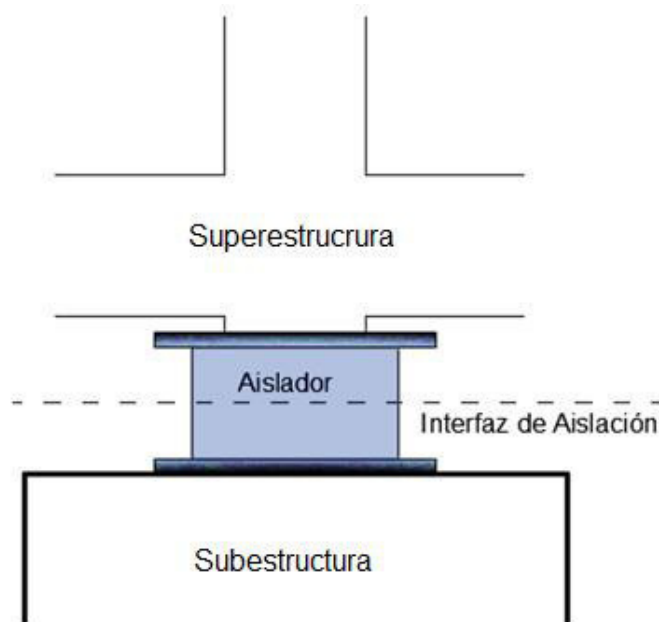 Superestrucrura
Aislador
Interfaz de Aislación
Subestructura